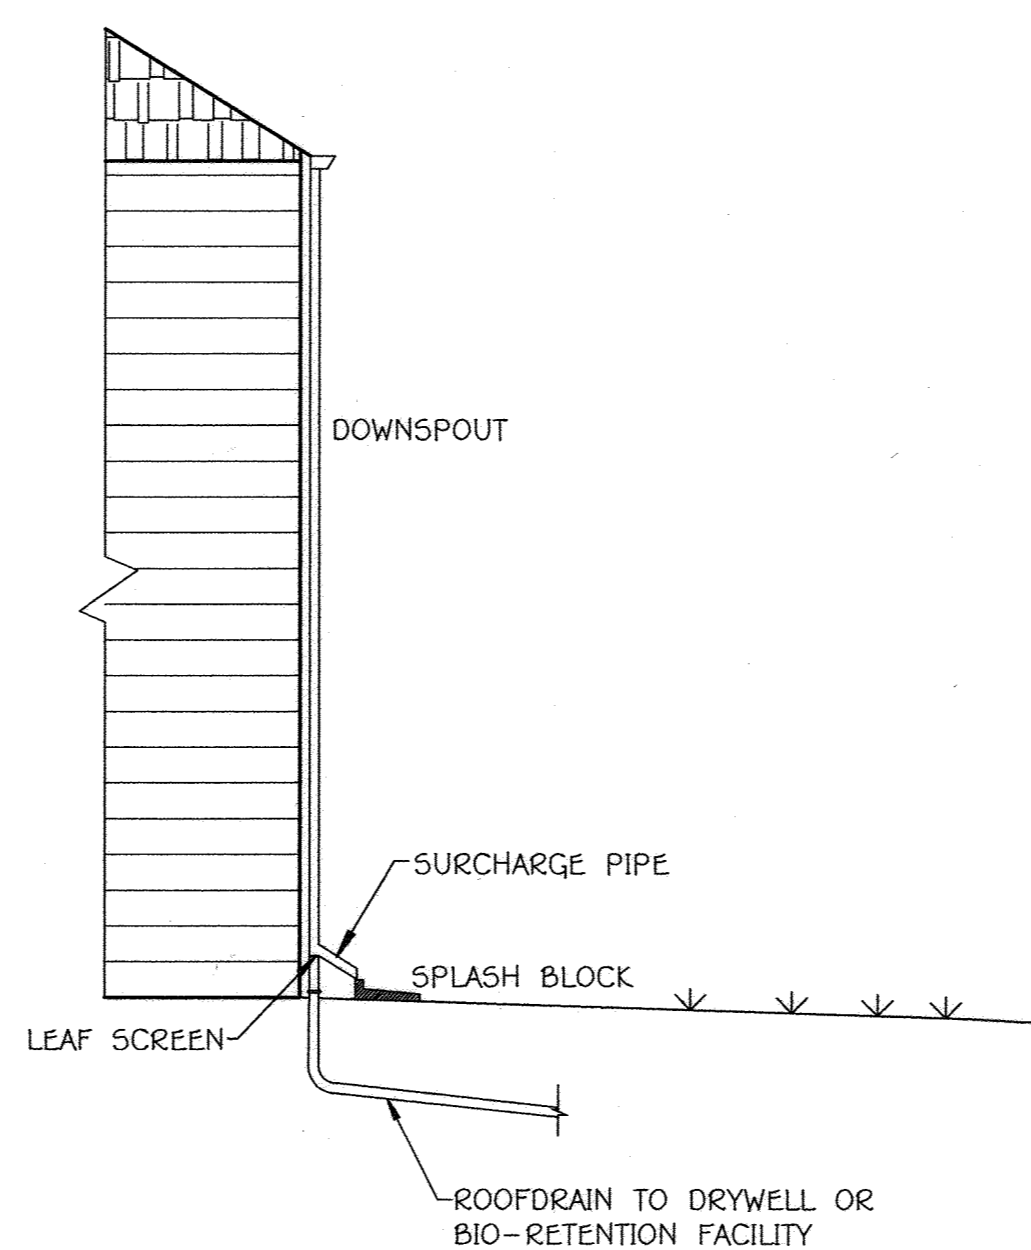 DOWNSPOUT
SURCHARGE PIPE
SPLASH BLOCK
LEAF SCREEN
ROOFDRAIN TO DRYWELL OR
BIO-RETENTION FACILITY